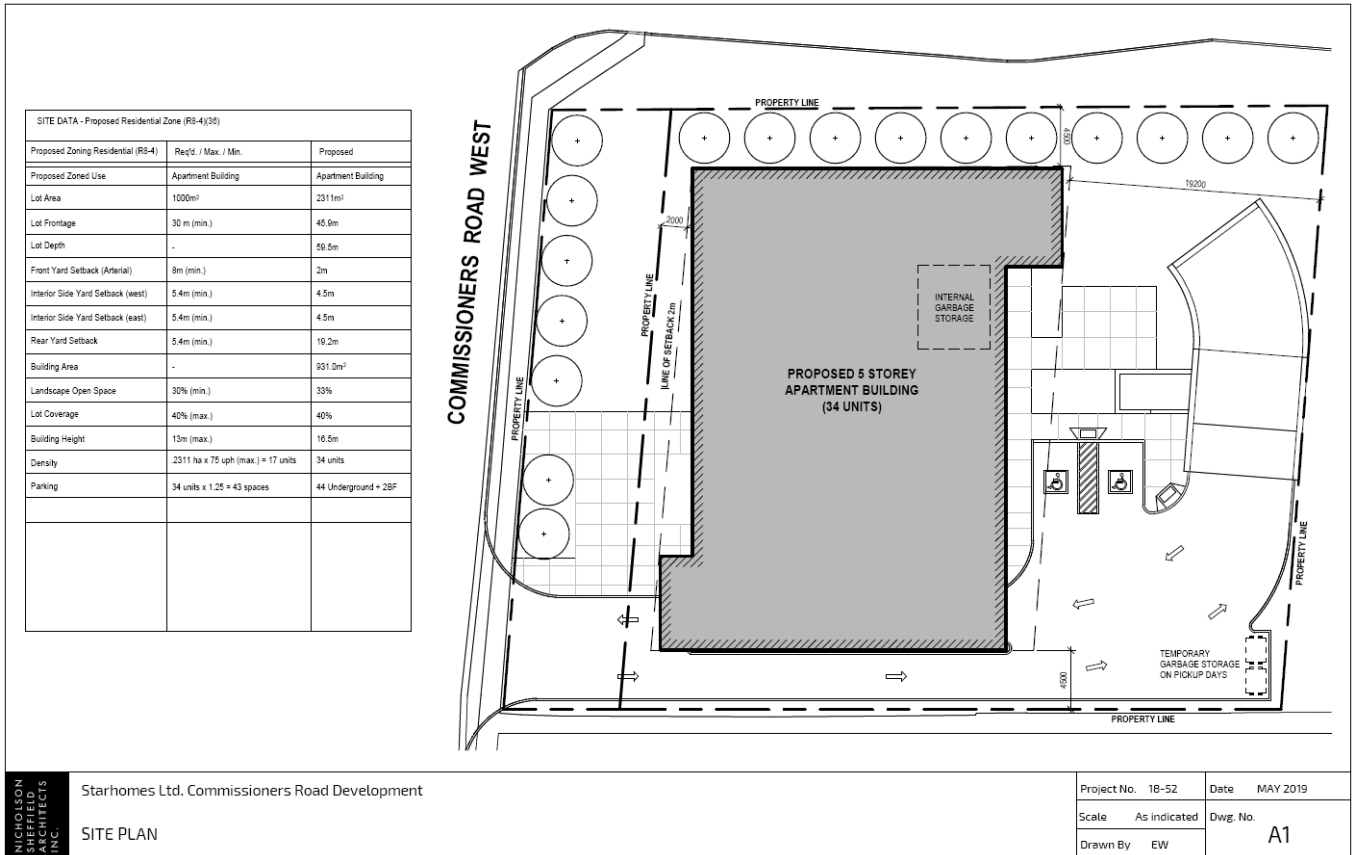 SITE DATA - Proposed Residential Zone (R8-4)(36)
Proposed Zoning Residential (R8-4) Req'd. / Max. / Min. Proposed
Proposed Zoned Use Apartment Building Apartment Building
Lot Area 1000m² 2311m²
Lot Frontage 30 m (min.) 45.9m
Lot Depth - 59.5m
Front Yard Setback (Arterial) 8m (min.) 2m
Interior Side Yard Setback (west) 5.4m (min.) 4.5m
Interior Side Yard Setback (east) 5.4m (min.) 4.5m
Rear Yard Setback 5.4m (min.) 19.2m
Building Area - 931.0m²
Landscape Open Space 30% (min.) 33%
Lot Coverage 40% (max.) 40%
Building Height 13m (max.) 16.5m
Density .2311 ha x 75 uph (max.) = 17 units 34 units
Parking 34 units x 1.25 = 43 spaces 44 Underground + 2BF
COMMISSIONERS ROAD WEST
PROPERTY LINE
4500
19200
2000
PROPERTY LINE
LINE OF SETBACK 2m
PROPERTY LINE
INTERNAL
GARBAGE
STORAGE
PROPOSED 5 STOREY
APARTMENT BUILDING
(34 UNITS)
PROPERTY LINE
TEMPORARY
GARBAGE STORAGE
ON PICKUP DAYS
4500
PROPERTY LINE
NICHOLSON
SHEFFIELD
ARCHITECTS
INC.
Starhomes Ltd. Commissioners Road Development
SITE PLAN
Project No. 18-52
Date MAY 2019
Scale As indicated
Dwg. No.
A1
Drawn By EW